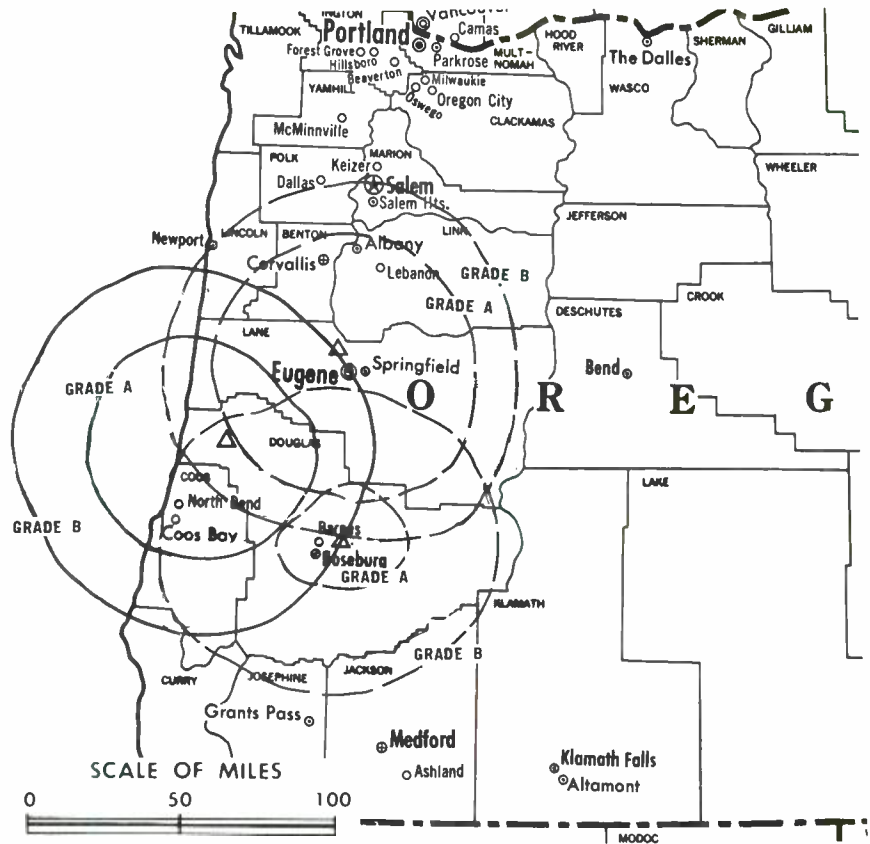 INGTON
Vancouver
TILLAMOOK
Portland
Camas
HOOD
RIVER
SHERMAN
GILLIAM
Forest Grove
Hillsboro
Beaverton
Parkrose
MULT-
NOMAH
The Dalles
Milwaukie
YAMHILL
Oswego
Oregon City
WASCO
CLACKAMAS
McMinnville
POLK
MARION
Keizer
WHEELER
Dallas
Salem
Salem Hts.
JEFFERSON
Newport
LINCOLN
BENTON
LINN
Albany
Corvallis
Lebanon
GRADE B
GRADE A
CROOK
DESCHUTES
LANE
Eugene
Springfield
Bend
GRADE A
O R E G
DOUGLAS
COOS
LAKE
North Bend
GRADE B
Coos Bay
Barnes
Roseburg
GRADE A
KLAMATH
GRADE B
CURRY
JOSEPHINE
JACKSON
Grants Pass
Medford
Ashland
Klamath Falls
Altamont
SCALE OF MILES
0 50 100
MODOC